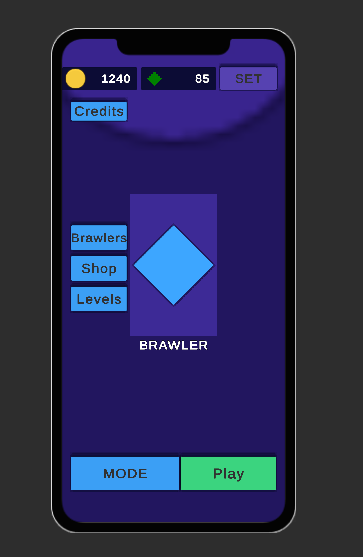 1240 85 SET
Credits
Brawlers
Shop
Levels
BRAWLER
MODE Play